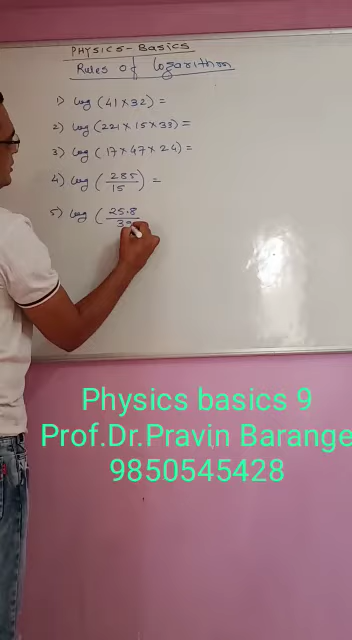 PHYSICS-Basics
Rules Of Logarithm
1) log (41×32) =
2) log (221×15×33) =
3) log (17×47×24) =
4) log (285/15) =
5) log (25.8/
Physics basics 9
Prof.Dr.Pravin Barange
9850545428